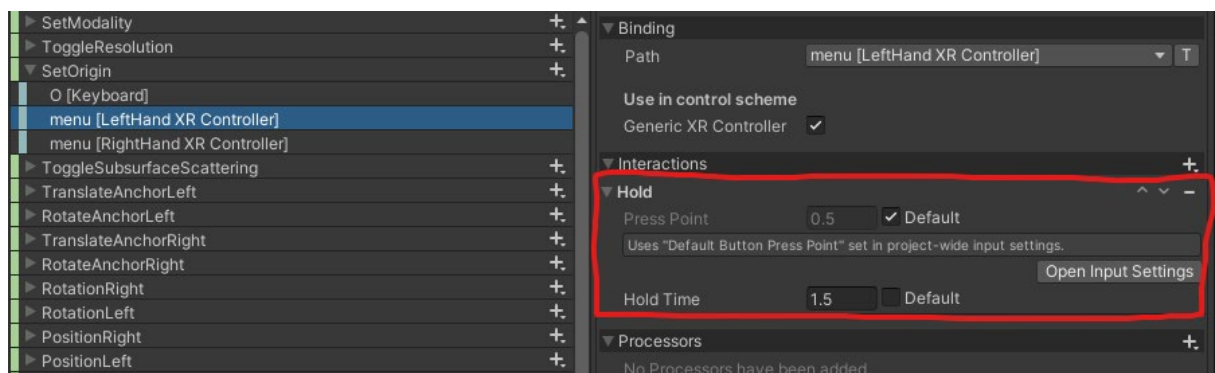 SetModality
ToggleResolution
SetOrigin
O [Keyboard]
menu [LeftHand XR Controller]
menu [RightHand XR Controller]
ToggleSubsurfaceScattering
TranslateAnchorLeft
RotateAnchorLeft
TranslateAnchorRight
RotateAnchorRight
RotationRight
RotationLeft
PositionRight
PositionLeft
Binding
Path menu [LeftHand XR Controller] T
Use in control scheme
Generic XR Controller
Interactions
Hold
Press Point 0.5 Default
Uses "Default Button Press Point" set in project-wide input settings.
Open Input Settings
Hold Time 1.5 Default
Processors
No Processors have been added.